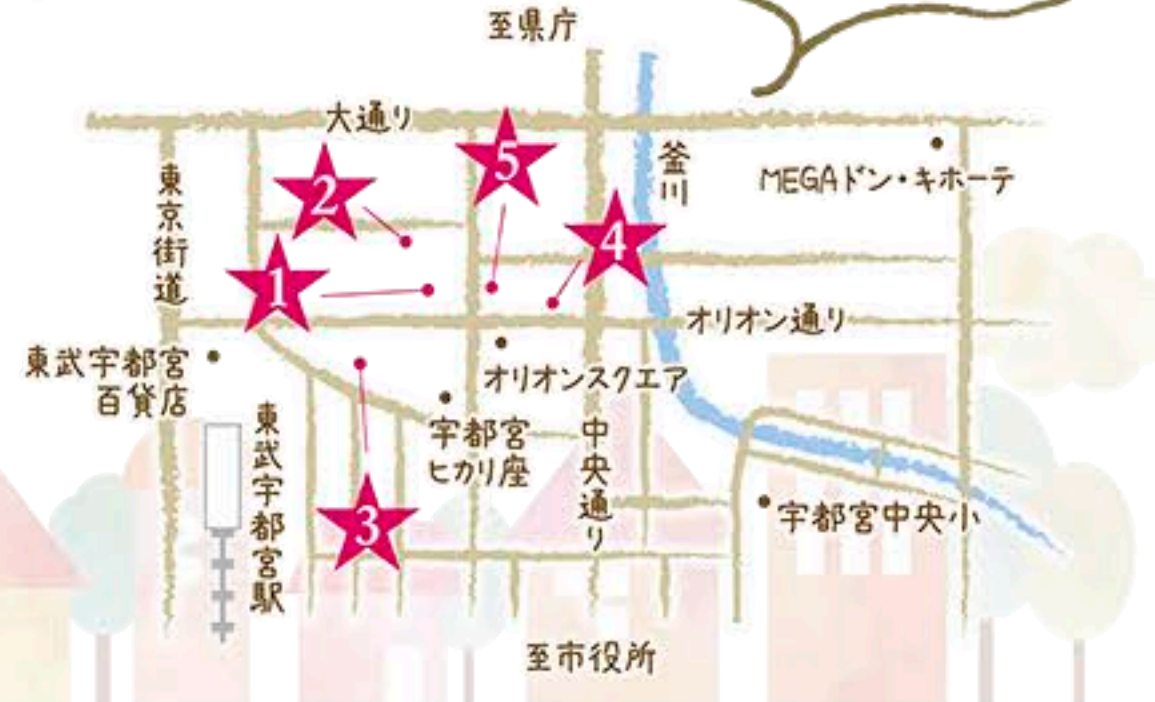 至県庁
大通り
5
釜川
MEGAドン・キホーテ
2
東京街道
4
1
オリオン通り
東武宇都宮
百貨店
オリオンスクエア
東武宇都宮駅
宇都宮
ヒカリ座
中央通り
3
宇都宮中央小
至市役所